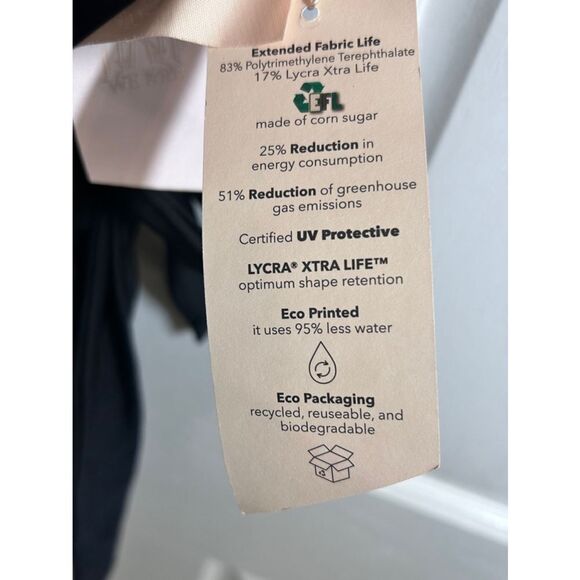 Extended Fabric Life
83% Polytrimethylene Terephthalate
17% Lycra Xtra Life
EFL
made of corn sugar
25% Reduction in
energy consumption
51% Reduction of greenhouse
gas emissions
Certified UV Protective
LYCRA® XTRA LIFE™
optimum shape retention
Eco Printed
it uses 95% less water
Eco Packaging
recycled, reuseable, and
biodegradable